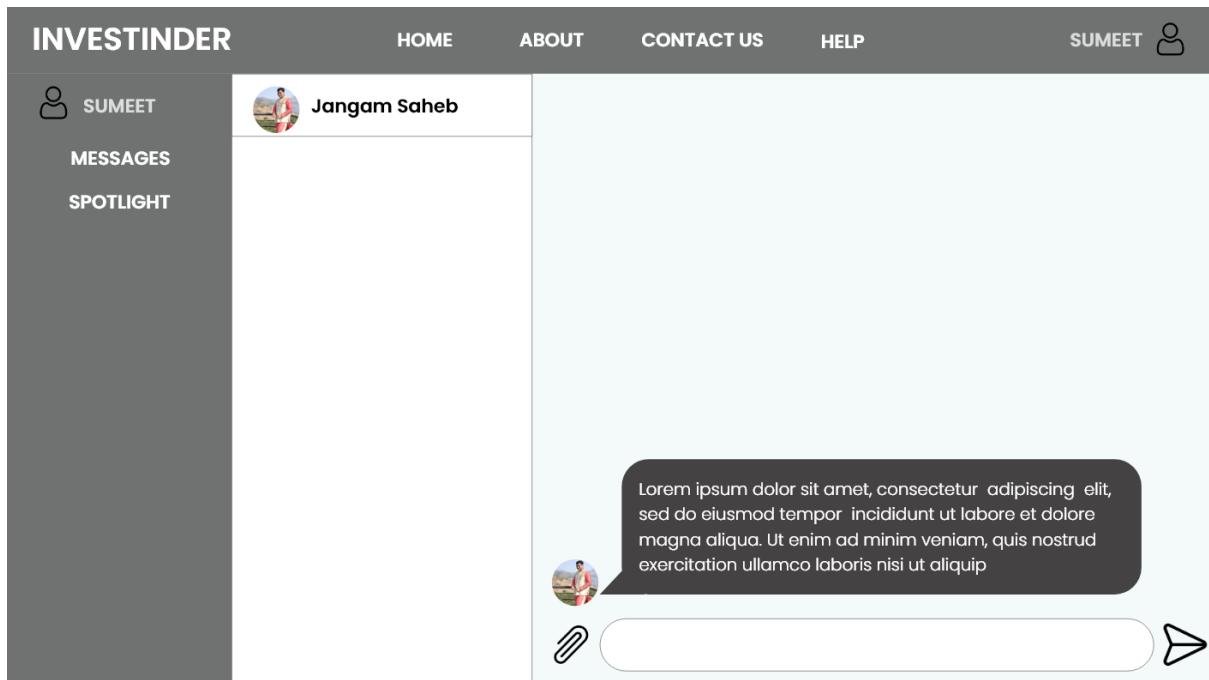 INVESTINDER
HOME
ABOUT
CONTACT US
HELP
SUMEET
SUMEET
MESSAGES
SPOTLIGHT
Jangam Saheb
Lorem ipsum dolor sit amet, consectetur  adipiscing  elit,
sed do eiusmod tempor  incididunt ut labore et dolore
magna aliqua. Ut enim ad minim veniam, quis nostrud
exercitation ullamco laboris nisi ut aliquip